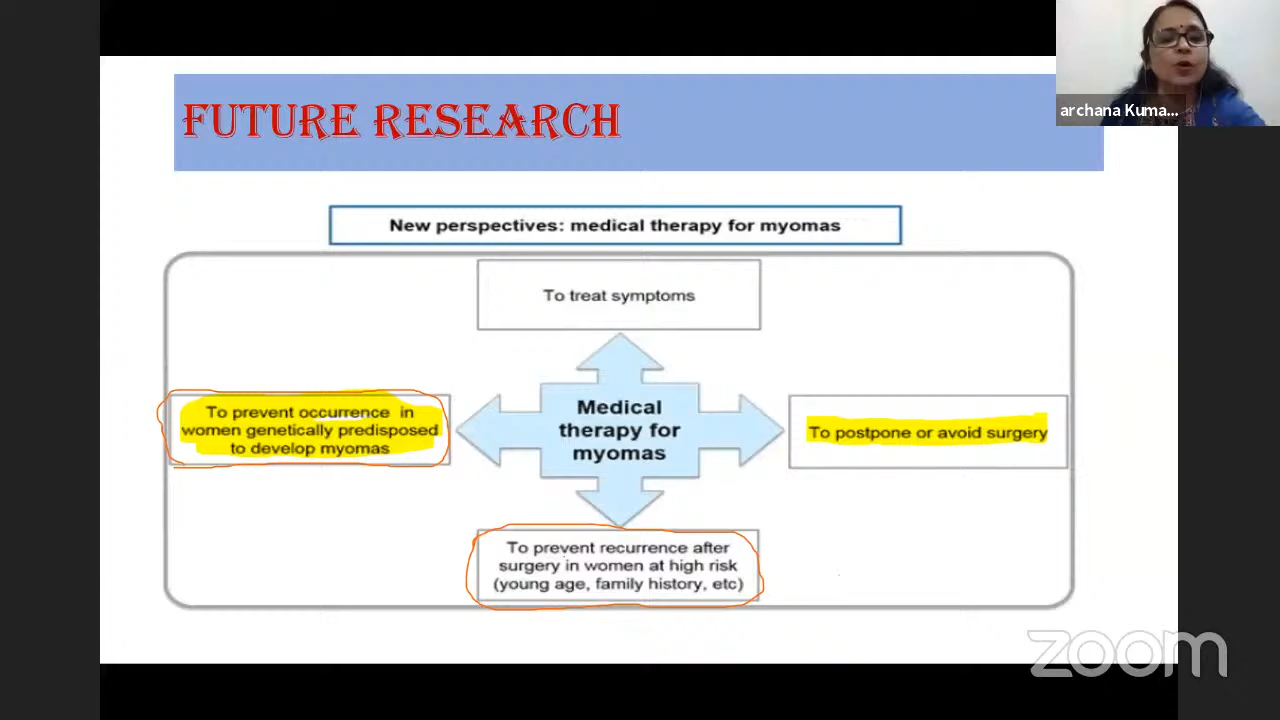 FUTURE RESEARCH
archana Kuma...
New perspectives: medical therapy for myomas
To treat symptoms
To prevent occurrence in
women genetically predisposed
to develop myomas
Medical
therapy for
myomas
To postpone or avoid surgery
To prevent recurrence after
surgery in women at high risk
(young age, family history, etc)
zoom